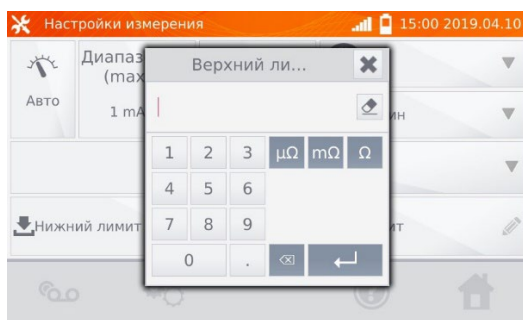 Настройки измерения 15:00 2019.04.10
Диапаз
(max
Авто
1 mA
Верхний ли...
ин
1 2 3 µΩ mΩ Ω
4 5 6
7 8 9
0 .
Нижний лимит
ит